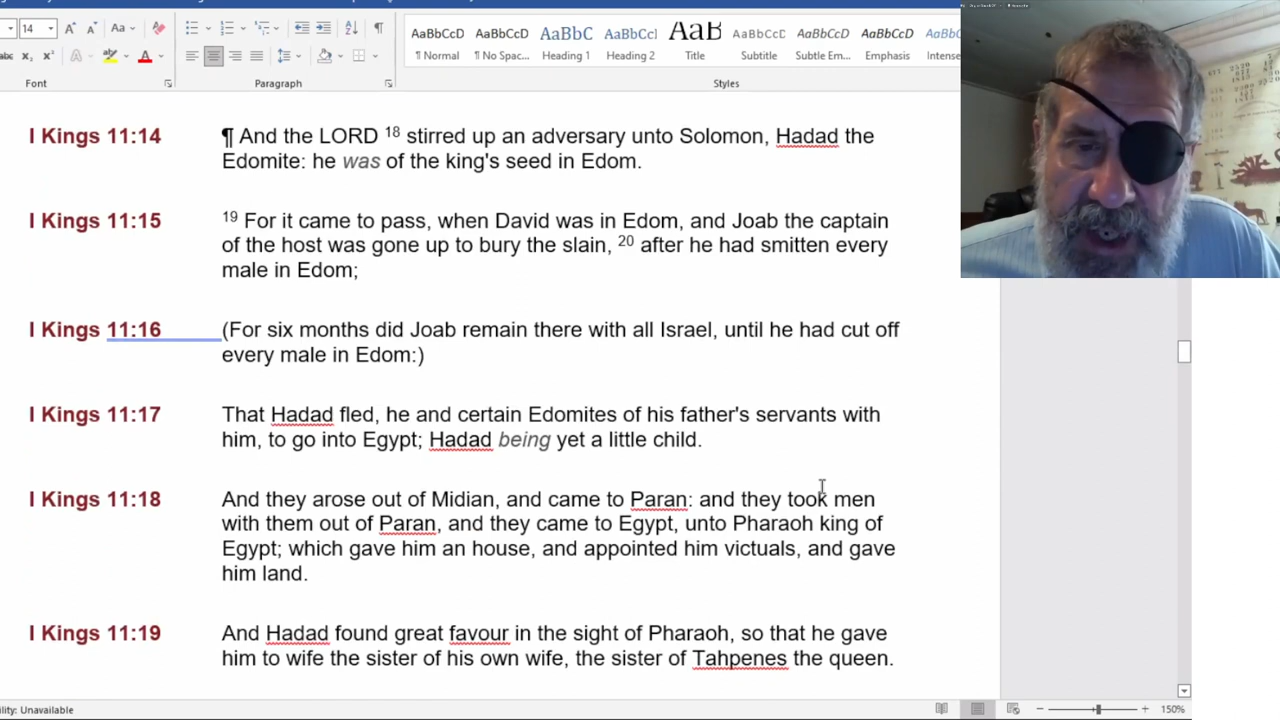 14
Aa
abc x₂ x²
A
A
Font
Paragraph
AaBbCcD AaBbCcD AaBbC AaBbCcI AaB AaBbCcD AaBbCcD AaBbCcD
¶ Normal ¶ No Spac... Heading 1 Heading 2 Title Subtitle Subtle Em... Emphasis Intense
Styles
I Kings 11:14 ¶ And the LORD 18 stirred up an adversary unto Solomon, Hadad the
Edomite: he was of the king's seed in Edom.
I Kings 11:15 19 For it came to pass, when David was in Edom, and Joab the captain
of the host was gone up to bury the slain, 20 after he had smitten every
male in Edom;
I Kings 11:16 (For six months did Joab remain there with all Israel, until he had cut off
every male in Edom:)
I Kings 11:17 That Hadad fled, he and certain Edomites of his father's servants with
him, to go into Egypt; Hadad being yet a little child.
I Kings 11:18 And they arose out of Midian, and came to Paran: and they took men
with them out of Paran, and they came to Egypt, unto Pharaoh king of
Egypt; which gave him an house, and appointed him victuals, and gave
him land.
I Kings 11:19 And Hadad found great favour in the sight of Pharaoh, so that he gave
him to wife the sister of his own wife, the sister of Tahpenes the queen.
ility: Unavailable
150%